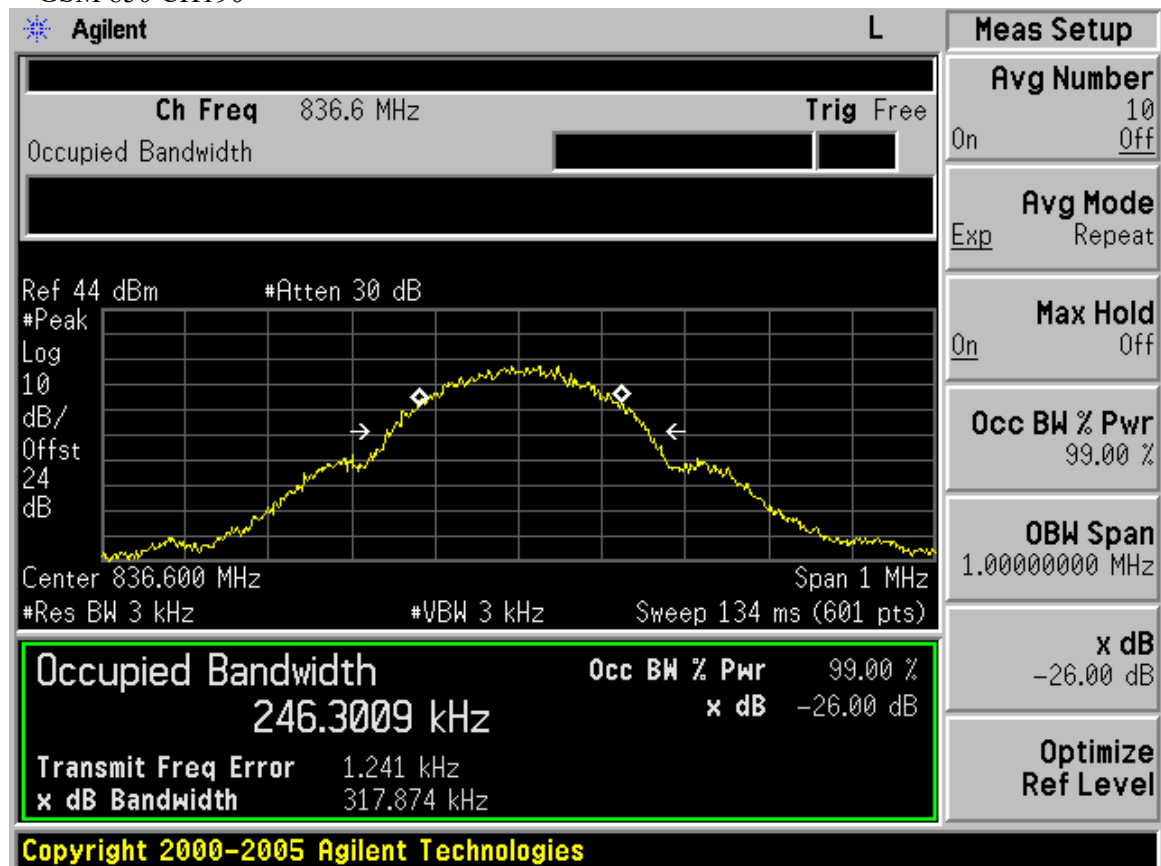 GSM 850 CH190
Agilent L Meas Setup
Ch Freq 836.6 MHz Trig Free
Occupied Bandwidth
Avg Number
10
On Off
Avg Mode
Exp Repeat
Max Hold
On Off
Occ BW % Pwr
99.00 %
OBW Span
1.00000000 MHz
x dB
-26.00 dB
Optimize
Ref Level
Ref 44 dBm #Atten 30 dB
#Peak
Log
10
dB/
Offst
24
dB
Center 836.600 MHz Span 1 MHz
#Res BW 3 kHz #VBW 3 kHz Sweep 134 ms (601 pts)
Occupied Bandwidth Occ BW % Pwr 99.00 %
246.3009 kHz x dB -26.00 dB
Transmit Freq Error 1.241 kHz
x dB Bandwidth 317.874 kHz
Copyright 2000-2005 Agilent Technologies